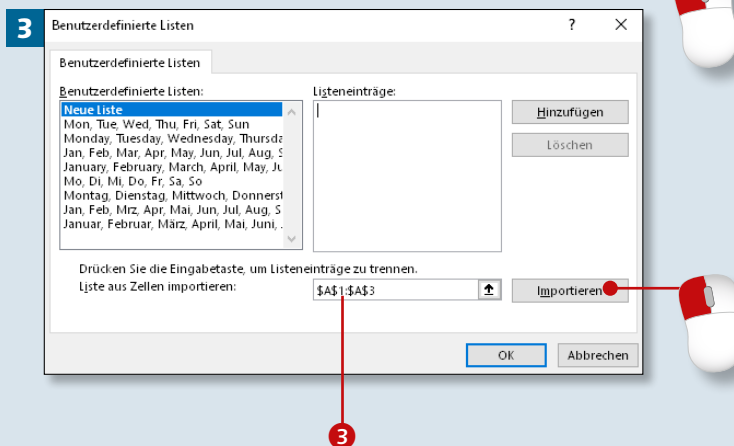 3
Benutzerdefinierte Listen ? ×
Benutzerdefinierte Listen
Benutzerdefinierte Listen: Listeneinträge:
Neue Liste
Mon, Tue, Wed, Thu, Fri, Sat, Sun
Monday, Tuesday, Wednesday, Thursda
Jan, Feb, Mar, Apr, May, Jun, Jul, Aug, S
January, February, March, April, May, Ju
Mo, Di, Mi, Do, Fr, Sa, So
Montag, Dienstag, Mittwoch, Donnerst
Jan, Feb, Mrz, Apr, Mai, Jun, Jul, Aug, S
Januar, Februar, März, April, Mai, Juni, .
Hinzufügen
Löschen
Drücken Sie die Eingabetaste, um Listeneinträge zu trennen.
Liste aus Zellen importieren: $A$1:$A$3 Importieren
OK Abbrechen
3